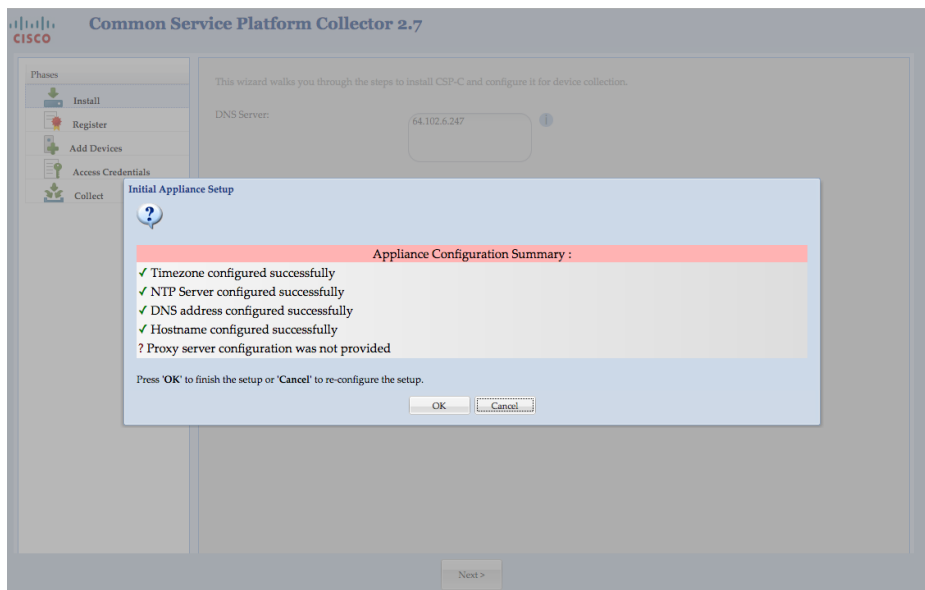 CISCO
Common Service Platform Collector 2.7
Phases
Install
Register
Add Devices
Access Credentials
Collect
This wizard walks you through the steps to install CSP-C and configure it for device collection.
DNS Server:
64.102.6.247
i
Initial Appliance Setup
?
Appliance Configuration Summary :
✓ Timezone configured successfully
✓ NTP Server configured successfully
✓ DNS address configured successfully
✓ Hostname configured successfully
? Proxy server configuration was not provided
Press 'OK' to finish the setup or 'Cancel' to re-configure the setup.
OK
Cancel
Next >